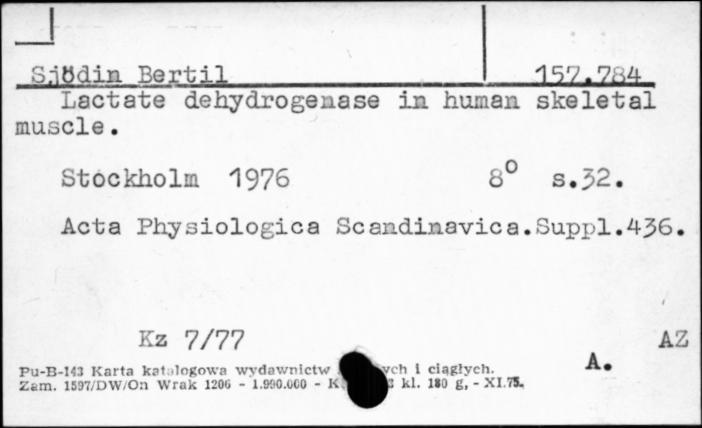 Sjödin Bertil 157.784
Lactate dehydrogenase in human skeletal
muscle.
Stockholm 1976 8° s.32.
Acta Physiologica Scandinavica.Suppl.436.
Kz 7/77 AZ
A.
Pu-B-143 Karta katalogowa wydawnictw i ciągłych.
Zam. 1597/DW/On Wrak 1206 - 1.990.000 - kl. 180 g, - XI.75.